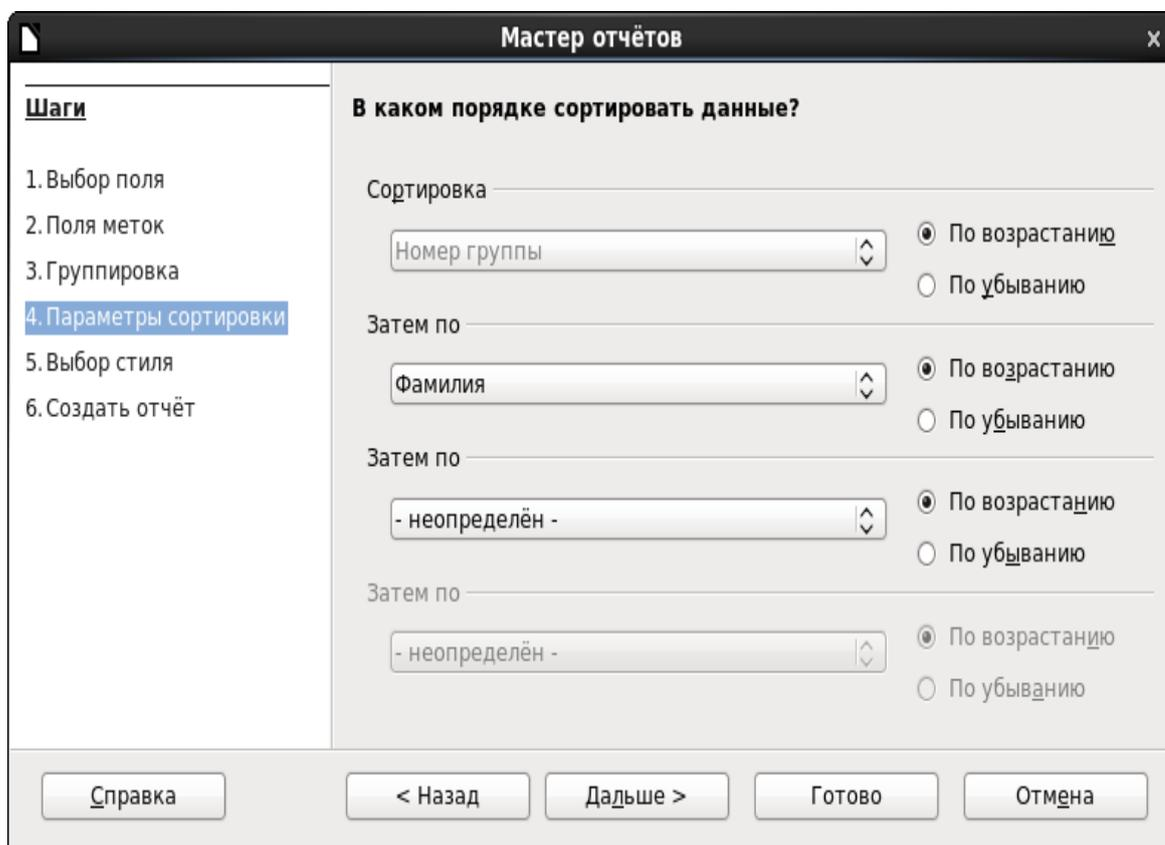 Мастер отчётов
Шаги
1. Выбор поля
2. Поля меток
3. Группировка
4. Параметры сортировки
5. Выбор стиля
6. Создать отчёт
В каком порядке сортировать данные?
Сортировка
Номер группы
По возрастанию
По убыванию
Затем по
Фамилия
По возрастанию
По убыванию
Затем по
- неопределён -
По возрастанию
По убыванию
Затем по
- неопределён -
По возрастанию
По убыванию
Справка
< Назад
Дальше >
Готово
Отмена